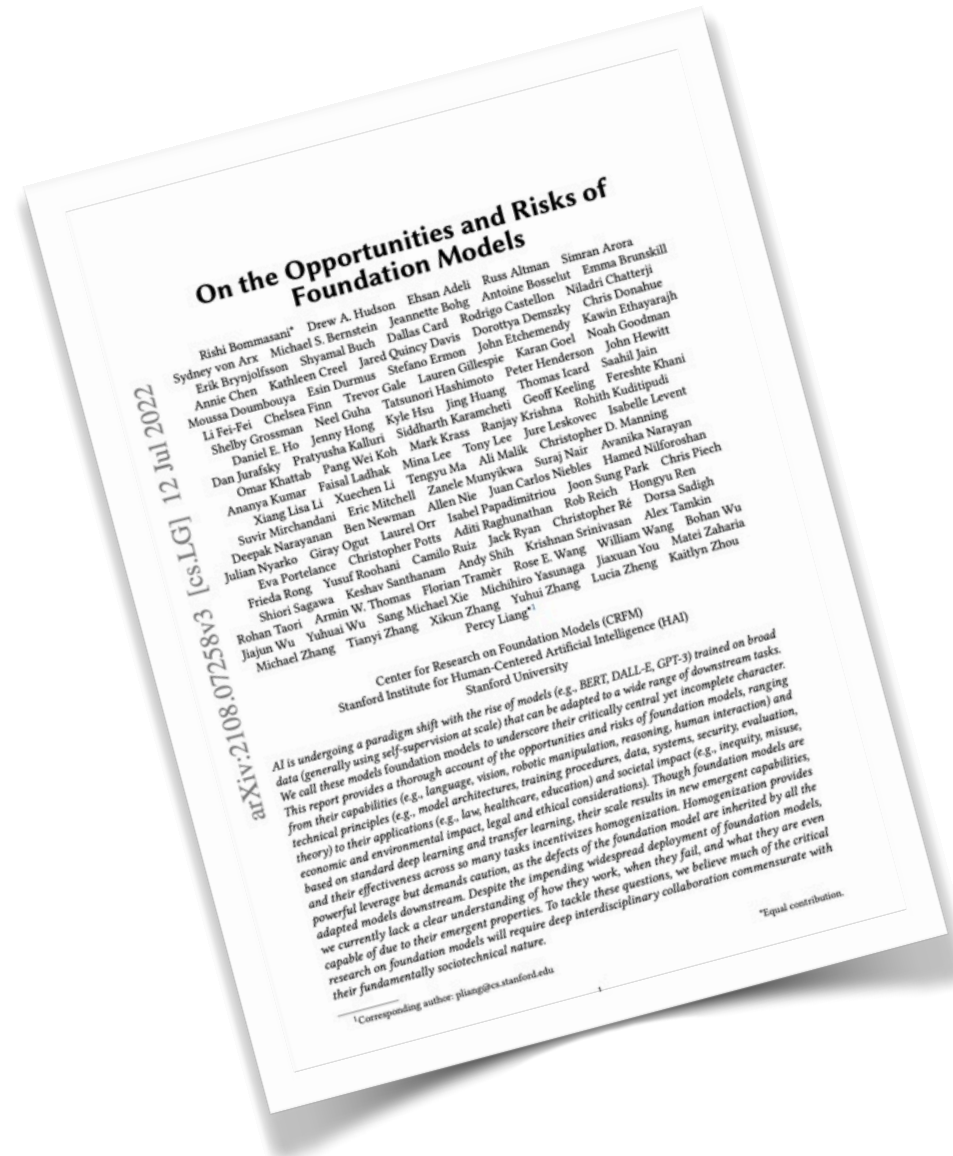 On the Opportunities and Risks of
Foundation Models
Rishi Bommasani* Drew A. Hudson Ehsan Adeli Russ Altman Simran Arora
Sydney von Arx Michael S. Bernstein Jeannette Bohg Antoine Bosselut Emma Brunskill
Erik Brynjolfsson Shyamal Buch Dallas Card Rodrigo Castellon Niladri Chatterji
Annie Chen Kathleen Creel Jared Quincy Davis Dorottya Demszky Chris Donahue
Moussa Doumbouya Esin Durmus Stefano Ermon John Etchemendy Kawin Ethayarajh
Li Fei-Fei Chelsea Finn Trevor Gale Lauren Gillespie Karan Goel Noah Goodman
Shelby Grossman Neel Guha Tatsunori Hashimoto Peter Henderson John Hewitt
Daniel E. Ho Jenny Hong Kyle Hsu Jing Huang Thomas Icard Saahil Jain
Dan Jurafsky Pratyusha Kalluri Siddharth Karamcheti Geoff Keeling Fereshte Khani
Omar Khattab Pang Wei Koh Mark Krass Ranjay Krishna Rohith Kuditipudi
Ananya Kumar Faisal Ladhak Mina Lee Tony Lee Jure Leskovec Isabelle Levent
Xiang Lisa Li Xuechen Li Tengyu Ma Ali Malik Christopher D. Manning
Suvir Mirchandani Eric Mitchell Zanele Munyikwa Suraj Nair Avanika Narayan
Deepak Narayanan Ben Newman Allen Nie Juan Carlos Niebles Hamed Nilforoshan
Julian Nyarko Giray Ogut Laurel Orr Isabel Papadimitriou Joon Sung Park Chris Piech
Eva Portelance Christopher Potts Aditi Raghunathan Rob Reich Hongyu Ren
Frieda Rong Yusuf Roohani Camilo Ruiz Jack Ryan Christopher Ré Dorsa Sadigh
Shiori Sagawa Keshav Santhanam Andy Shih Krishnan Srinivasan Alex Tamkin
Rohan Taori Armin W. Thomas Florian Tramèr Rose E. Wang William Wang Bohan Wu
Jiajun Wu Yuhuai Wu Sang Michael Xie Michihiro Yasunaga Jiaxuan You Matei Zaharia
Michael Zhang Tianyi Zhang Xikun Zhang Yuhui Zhang Lucia Zheng Kaitlyn Zhou
Percy Liang*1
Center for Research on Foundation Models (CRFM)
Stanford Institute for Human-Centered Artificial Intelligence (HAI)
Stanford University
AI is undergoing a paradigm shift with the rise of models (e.g., BERT, DALL-E, GPT-3) trained on broad
data (generally using self-supervision at scale) that can be adapted to a wide range of downstream tasks.
We call these models foundation models to underscore their critically central yet incomplete character.
This report provides a thorough account of the opportunities and risks of foundation models, ranging
from their capabilities (e.g., language, vision, robotic manipulation, reasoning, human interaction) and
technical principles (e.g., model architectures, training procedures, data, systems, security, evaluation,
theory) to their applications (e.g., law, healthcare, education) and societal impact (e.g., inequity, misuse,
economic and environmental impact, legal and ethical considerations). Though foundation models are
based on standard deep learning and transfer learning, their scale results in new emergent capabilities,
and their effectiveness across so many tasks incentivizes homogenization. Homogenization provides
powerful leverage but demands caution, as the defects of the foundation model are inherited by all the
adapted models downstream. Despite the impending widespread deployment of foundation models,
we currently lack a clear understanding of how they work, when they fail, and what they are even
capable of due to their emergent properties. To tackle these questions, we believe much of the critical
research on foundation models will require deep interdisciplinary collaboration commensurate with
their fundamentally sociotechnical nature.
*Equal contribution.
1Corresponding author: pliang@cs.stanford.edu
1
arXiv:2108.07258v3 [cs.LG] 12 Jul 2022